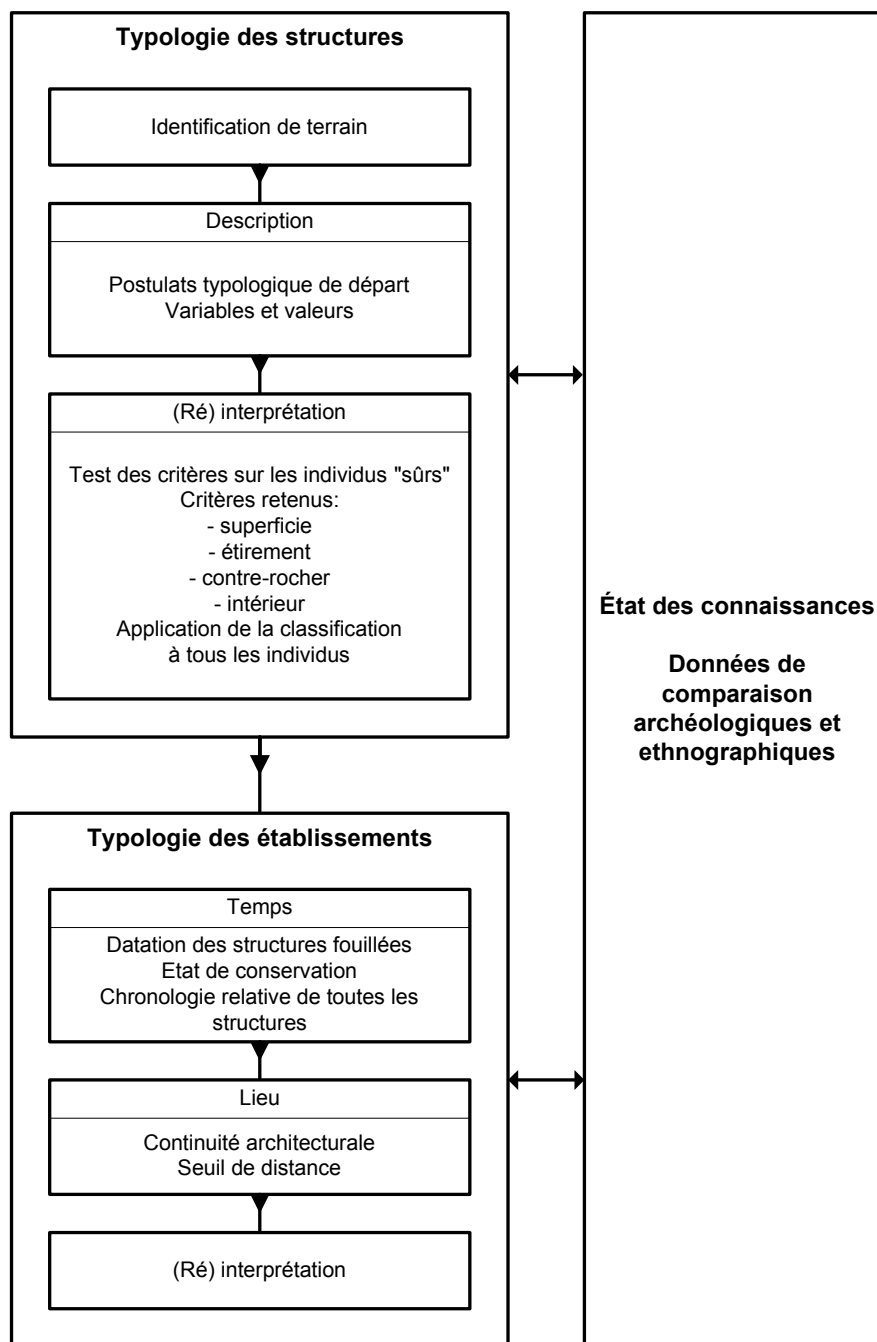 Typologie des structures
Identification de terrain
Description
Postulats typologique de départ
Variables et valeurs
(Ré) interprétation
Test des critères sur les individus "sûrs"
Critères retenus:
- superficie
- étirement
- contre-rocher
- intérieur
Application de la classification
à tous les individus
Typologie des établissements
Temps
Datation des structures fouillées
Etat de conservation
Chronologie relative de toutes les
structures
Lieu
Continuité architecturale
Seuil de distance
(Ré) interprétation
État des connaissances
Données de
comparaison
archéologiques et
ethnographiques